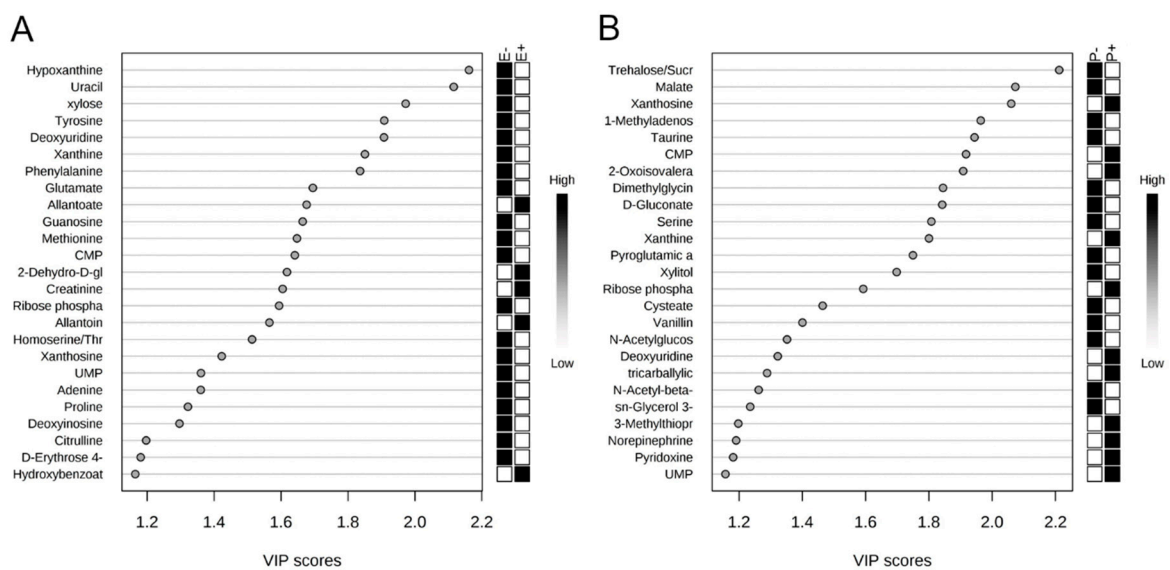 A
E-
E+
Hypoxanthine
Uracil
xylose
Tyrosine
Deoxyuridine
Xanthine
Phenylalanine
Glutamate
Allantoate
Guanosine
Methionine
CMP
2-Dehydro-D-gl
Creatinine
Ribose phospha
Allantoin
Homoserine/Thr
Xanthosine
UMP
Adenine
Proline
Deoxyinosine
Citrulline
D-Erythrose 4-
Hydroxybenzoat
High
Low
1.2 1.4 1.6 1.8 2.0 2.2
VIP scores
B
P-
P+
Trehalose/Sucr
Malate
Xanthosine
1-Methyladenos
Taurine
CMP
2-Oxoisovalera
Dimethylglycin
D-Gluconate
Serine
Xanthine
Pyroglutamic a
Xylitol
Ribose phospha
Cysteate
Vanillin
N-Acetylglucos
Deoxyuridine
tricarballylic
N-Acetyl-beta-
sn-Glycerol 3-
3-Methylthiopr
Norepinephrine
Pyridoxine
UMP
High
Low
1.2 1.4 1.6 1.8 2.0 2.2
VIP scores